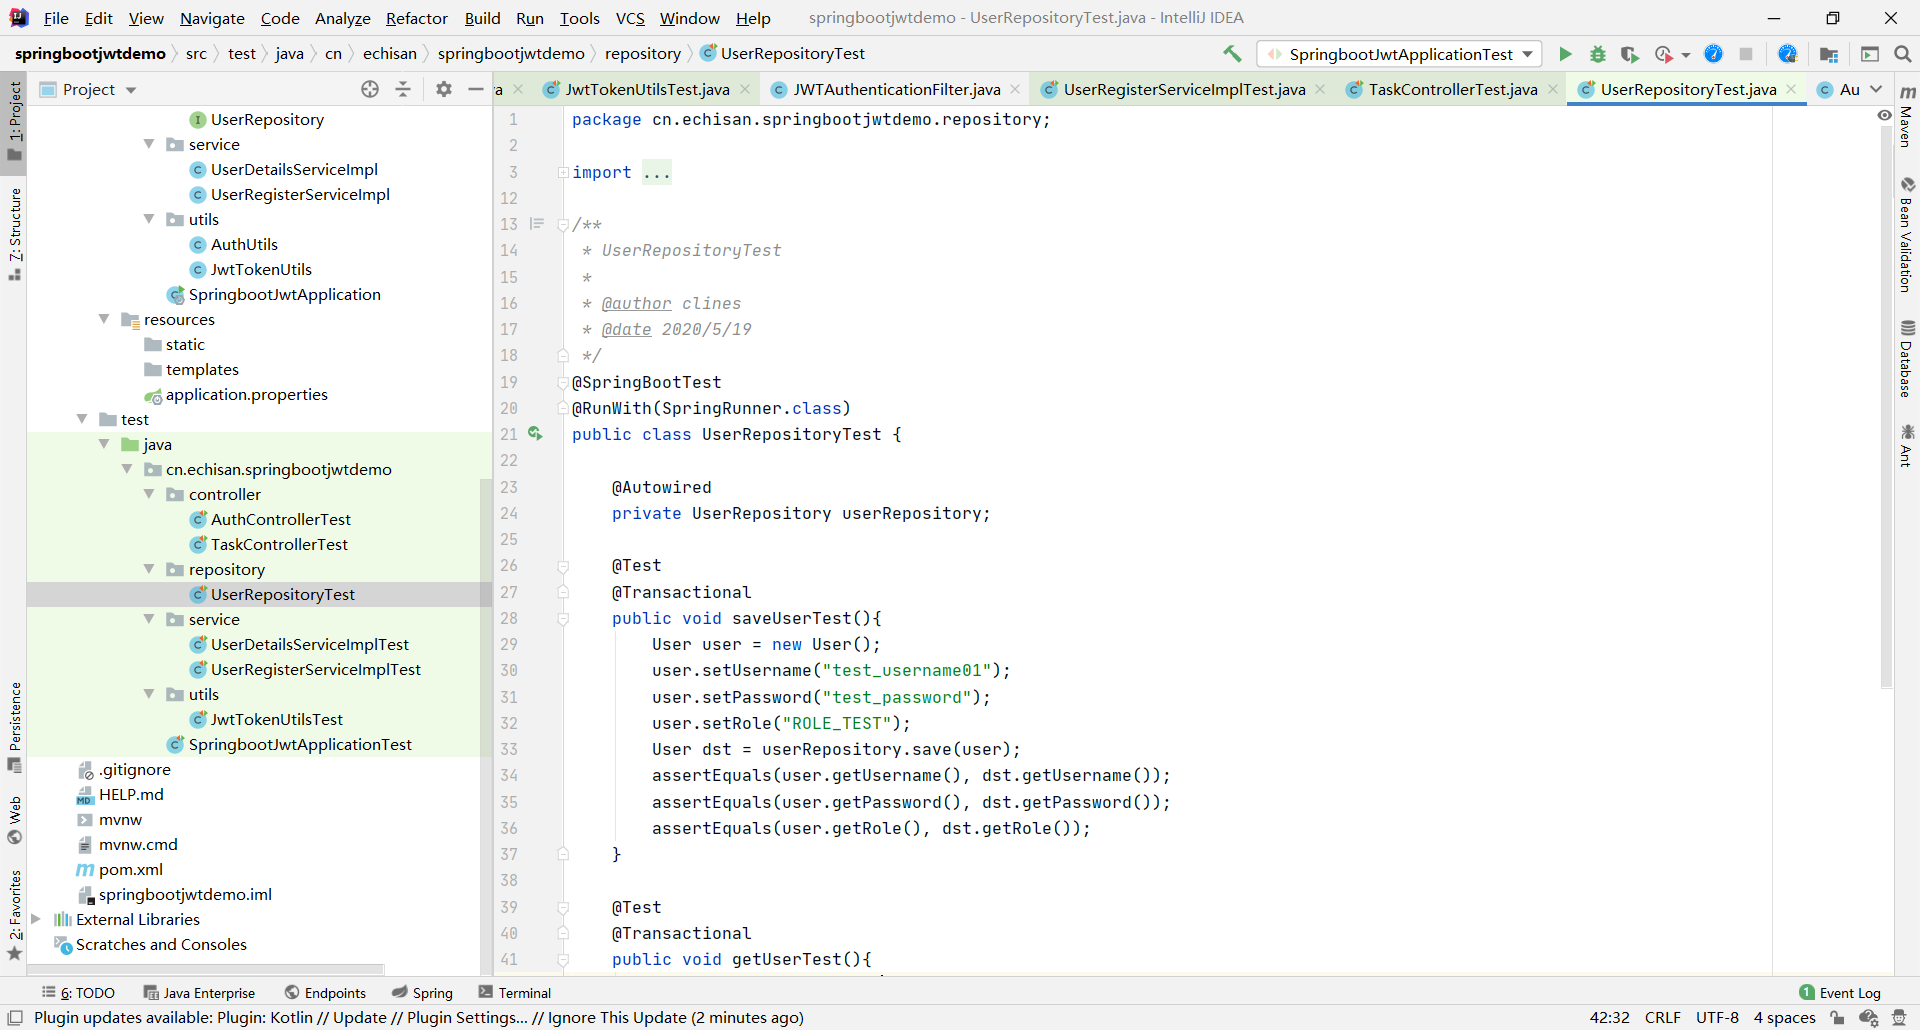 File Edit View Navigate Code Analyze Refactor Build Run Tools VCS Window Help springbootjwtdemo - UserRepositoryTest.java - IntelliJ IDEA
springbootjwtdemo src test java cn echisan springbootjwtdemo repository UserRepositoryTest SpringbootJwtApplicationTest
1: Project
7: Structure
Persistence
Web
2: Favorites
Project
UserRepository
service
UserDetailsServiceImpl
UserRegisterServiceImpl
utils
AuthUtils
JwtTokenUtils
SpringbootJwtApplication
resources
static
templates
application.properties
test
java
cn.echisan.springbootjwtdemo
controller
AuthControllerTest
TaskControllerTest
repository
UserRepositoryTest
service
UserDetailsServiceImplTest
UserRegisterServiceImplTest
utils
JwtTokenUtilsTest
SpringbootJwtApplicationTest
.gitignore
HELP.md
mvnw
mvnw.cmd
pom.xml
springbootjwtdemo.iml
External Libraries
Scratches and Consoles
JwtTokenUtilsTest.java JWTAuthenticationFilter.java UserRegisterServiceImplTest.java TaskControllerTest.java UserRepositoryTest.java Au
1 package cn.echisan.springbootjwtdemo.repository;
2
3 import ...
12
13 /**
14 * UserRepositoryTest
15 *
16 * @author clines
17 * @date 2020/5/19
18 */
19 @SpringBootTest
20 @RunWith(SpringRunner.class)
21 public class UserRepositoryTest {
22
23 @Autowired
24 private UserRepository userRepository;
25
26 @Test
27 @Transactional
28 public void saveUserTest(){
29 User user = new User();
30 user.setUsername("test_username01");
31 user.setPassword("test_password");
32 user.setRole("ROLE_TEST");
33 User dst = userRepository.save(user);
34 assertEquals(user.getUsername(), dst.getUsername());
35 assertEquals(user.getPassword(), dst.getPassword());
36 assertEquals(user.getRole(), dst.getRole());
37 }
38
39 @Test
40 @Transactional
41 public void getUserTest(){
Maven
Bean Validation
Database
Ant
6: TODO Java Enterprise Endpoints Spring Terminal 1 Event Log
Plugin updates available: Plugin: Kotlin // Update // Plugin Settings... // Ignore This Update (2 minutes ago) 42:32 CRLF UTF-8 4 spaces